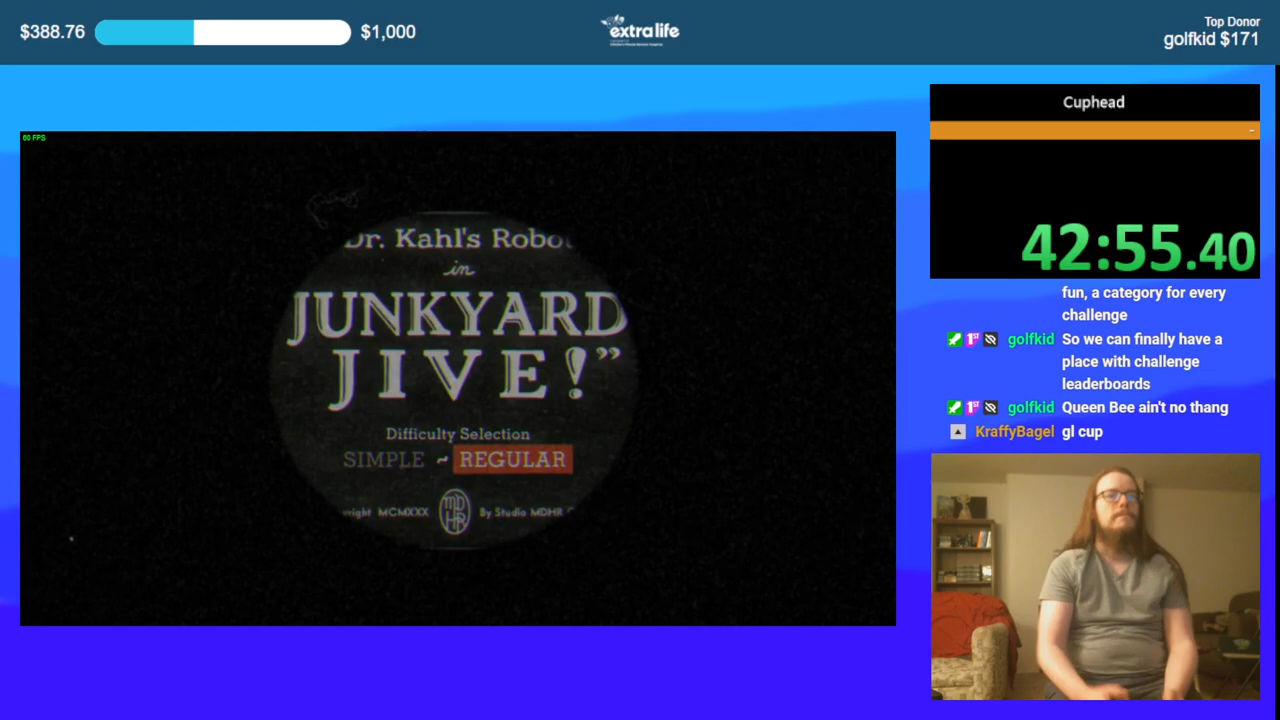 $388.76
$1,000
extralife
Top Donor
golfkid $171
60 FPS
Cuphead
-
42:55.40
Dr. Kahl's Robot
in
JUNKYARD
JIVE!”
Difficulty Selection
SIMPLE ~ REGULAR
MCMXXX MDHR By Studio MDHR
fun, a category for every
challenge
golfkid So we can finally have a
place with challenge
leaderboards
golfkid Queen Bee ain't no thang
KraffyBagel gl cup